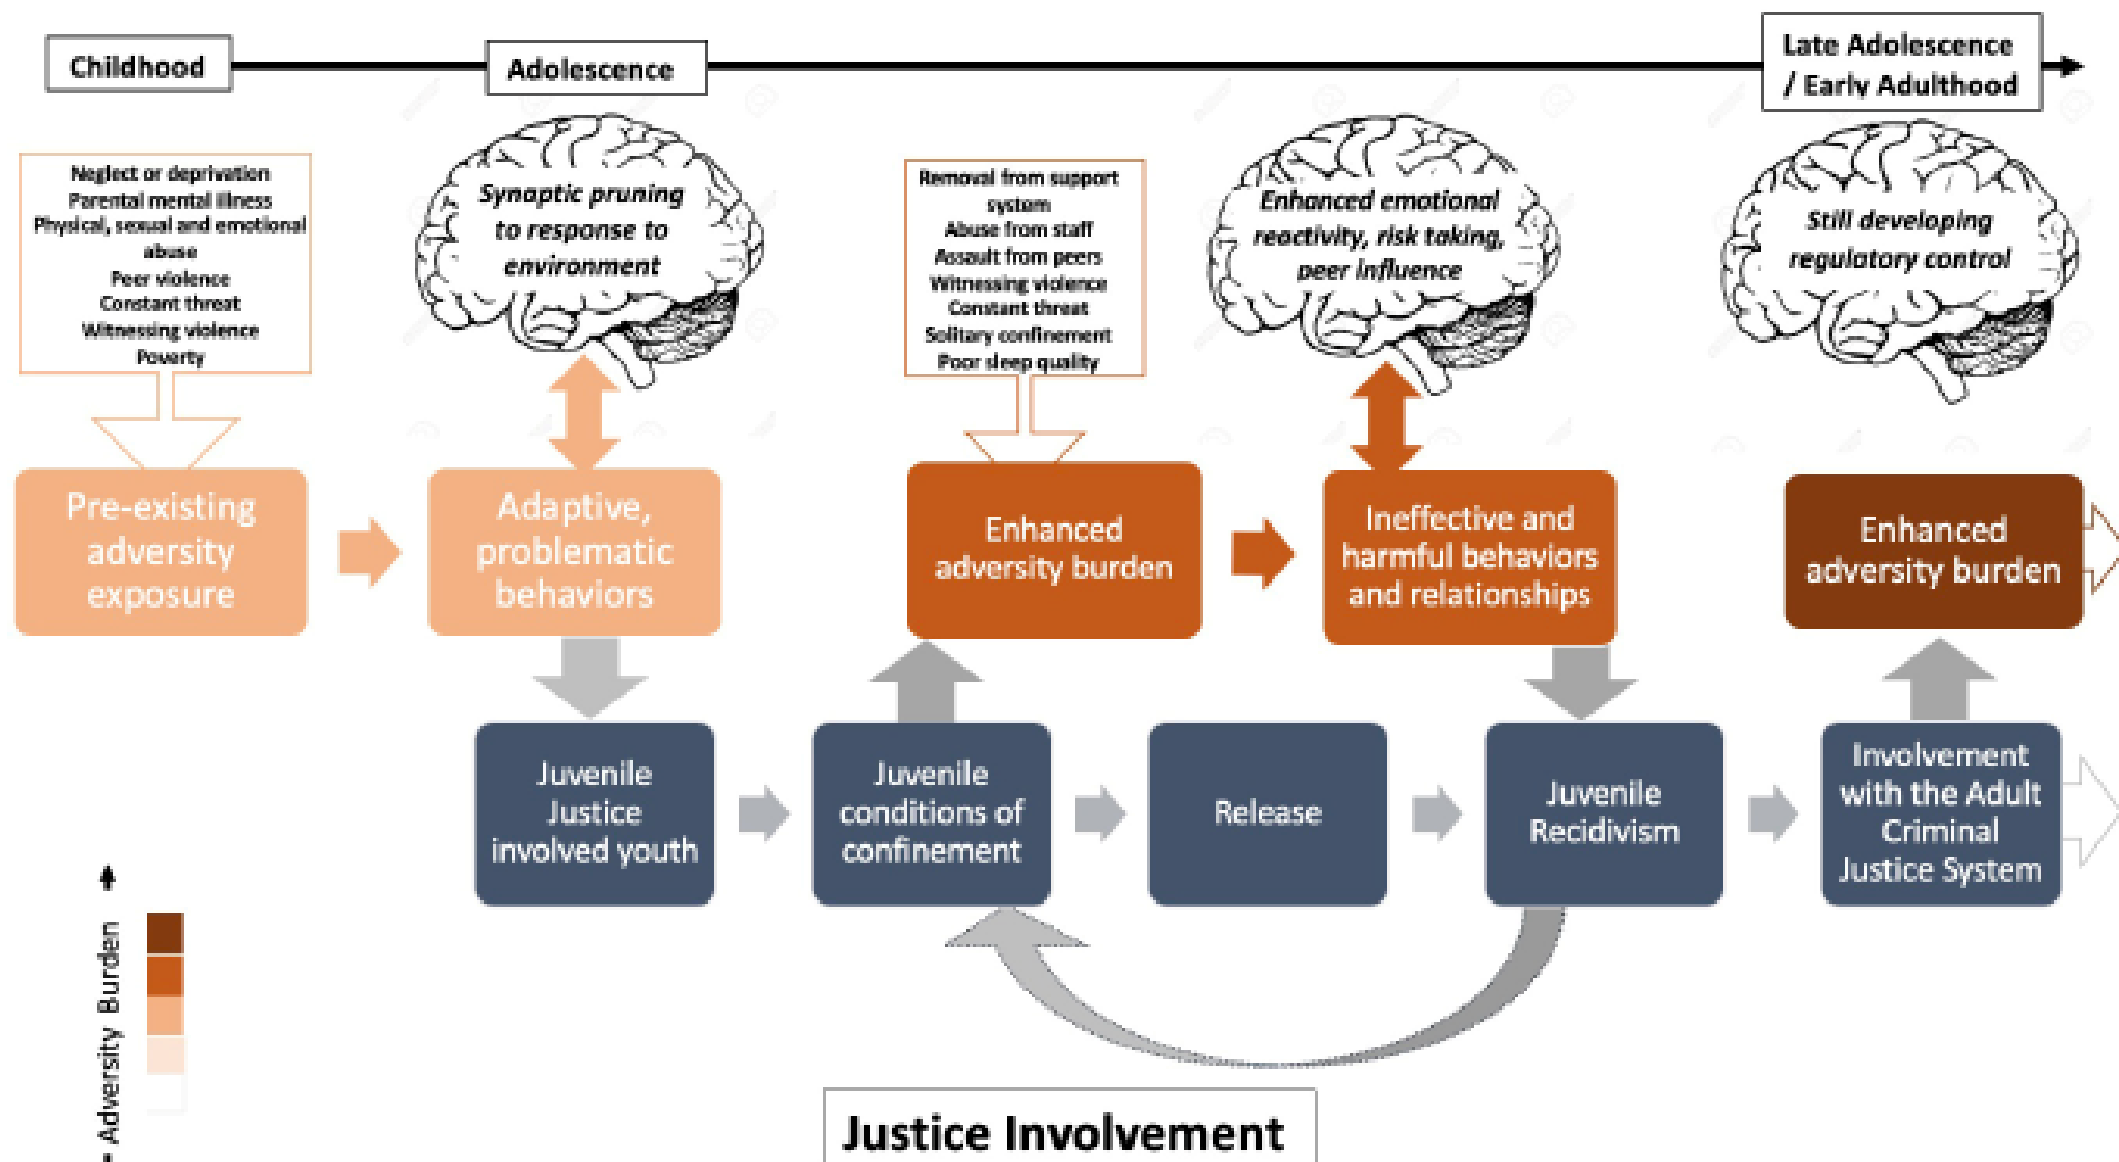 Childhood
Adolescence
Late Adolescence
/ Early Adulthood
Neglect or deprivation
Parental mental illness
Physical, sexual and emotional
abuse
Peer violence
Constant threat
Witnessing violence
Poverty
Synaptic pruning
to response to
environment
Removal from support
system
Abuse from staff
Assault from peers
Witnessing violence
Constant threat
Solitary confinement
Poor sleep quality
Enhanced emotional
reactivity, risk taking,
peer influence
Still developing
regulatory control
Pre-existing
adversity
exposure
Adaptive,
problematic
behaviors
Enhanced
adversity burden
Ineffective and
harmful behaviors
and relationships
Enhanced
adversity burden
Juvenile
Justice
involved youth
Juvenile
conditions of
confinement
Release
Juvenile
Recidivism
Involvement
with the Adult
Criminal
Justice System
Adversity Burden
Justice Involvement